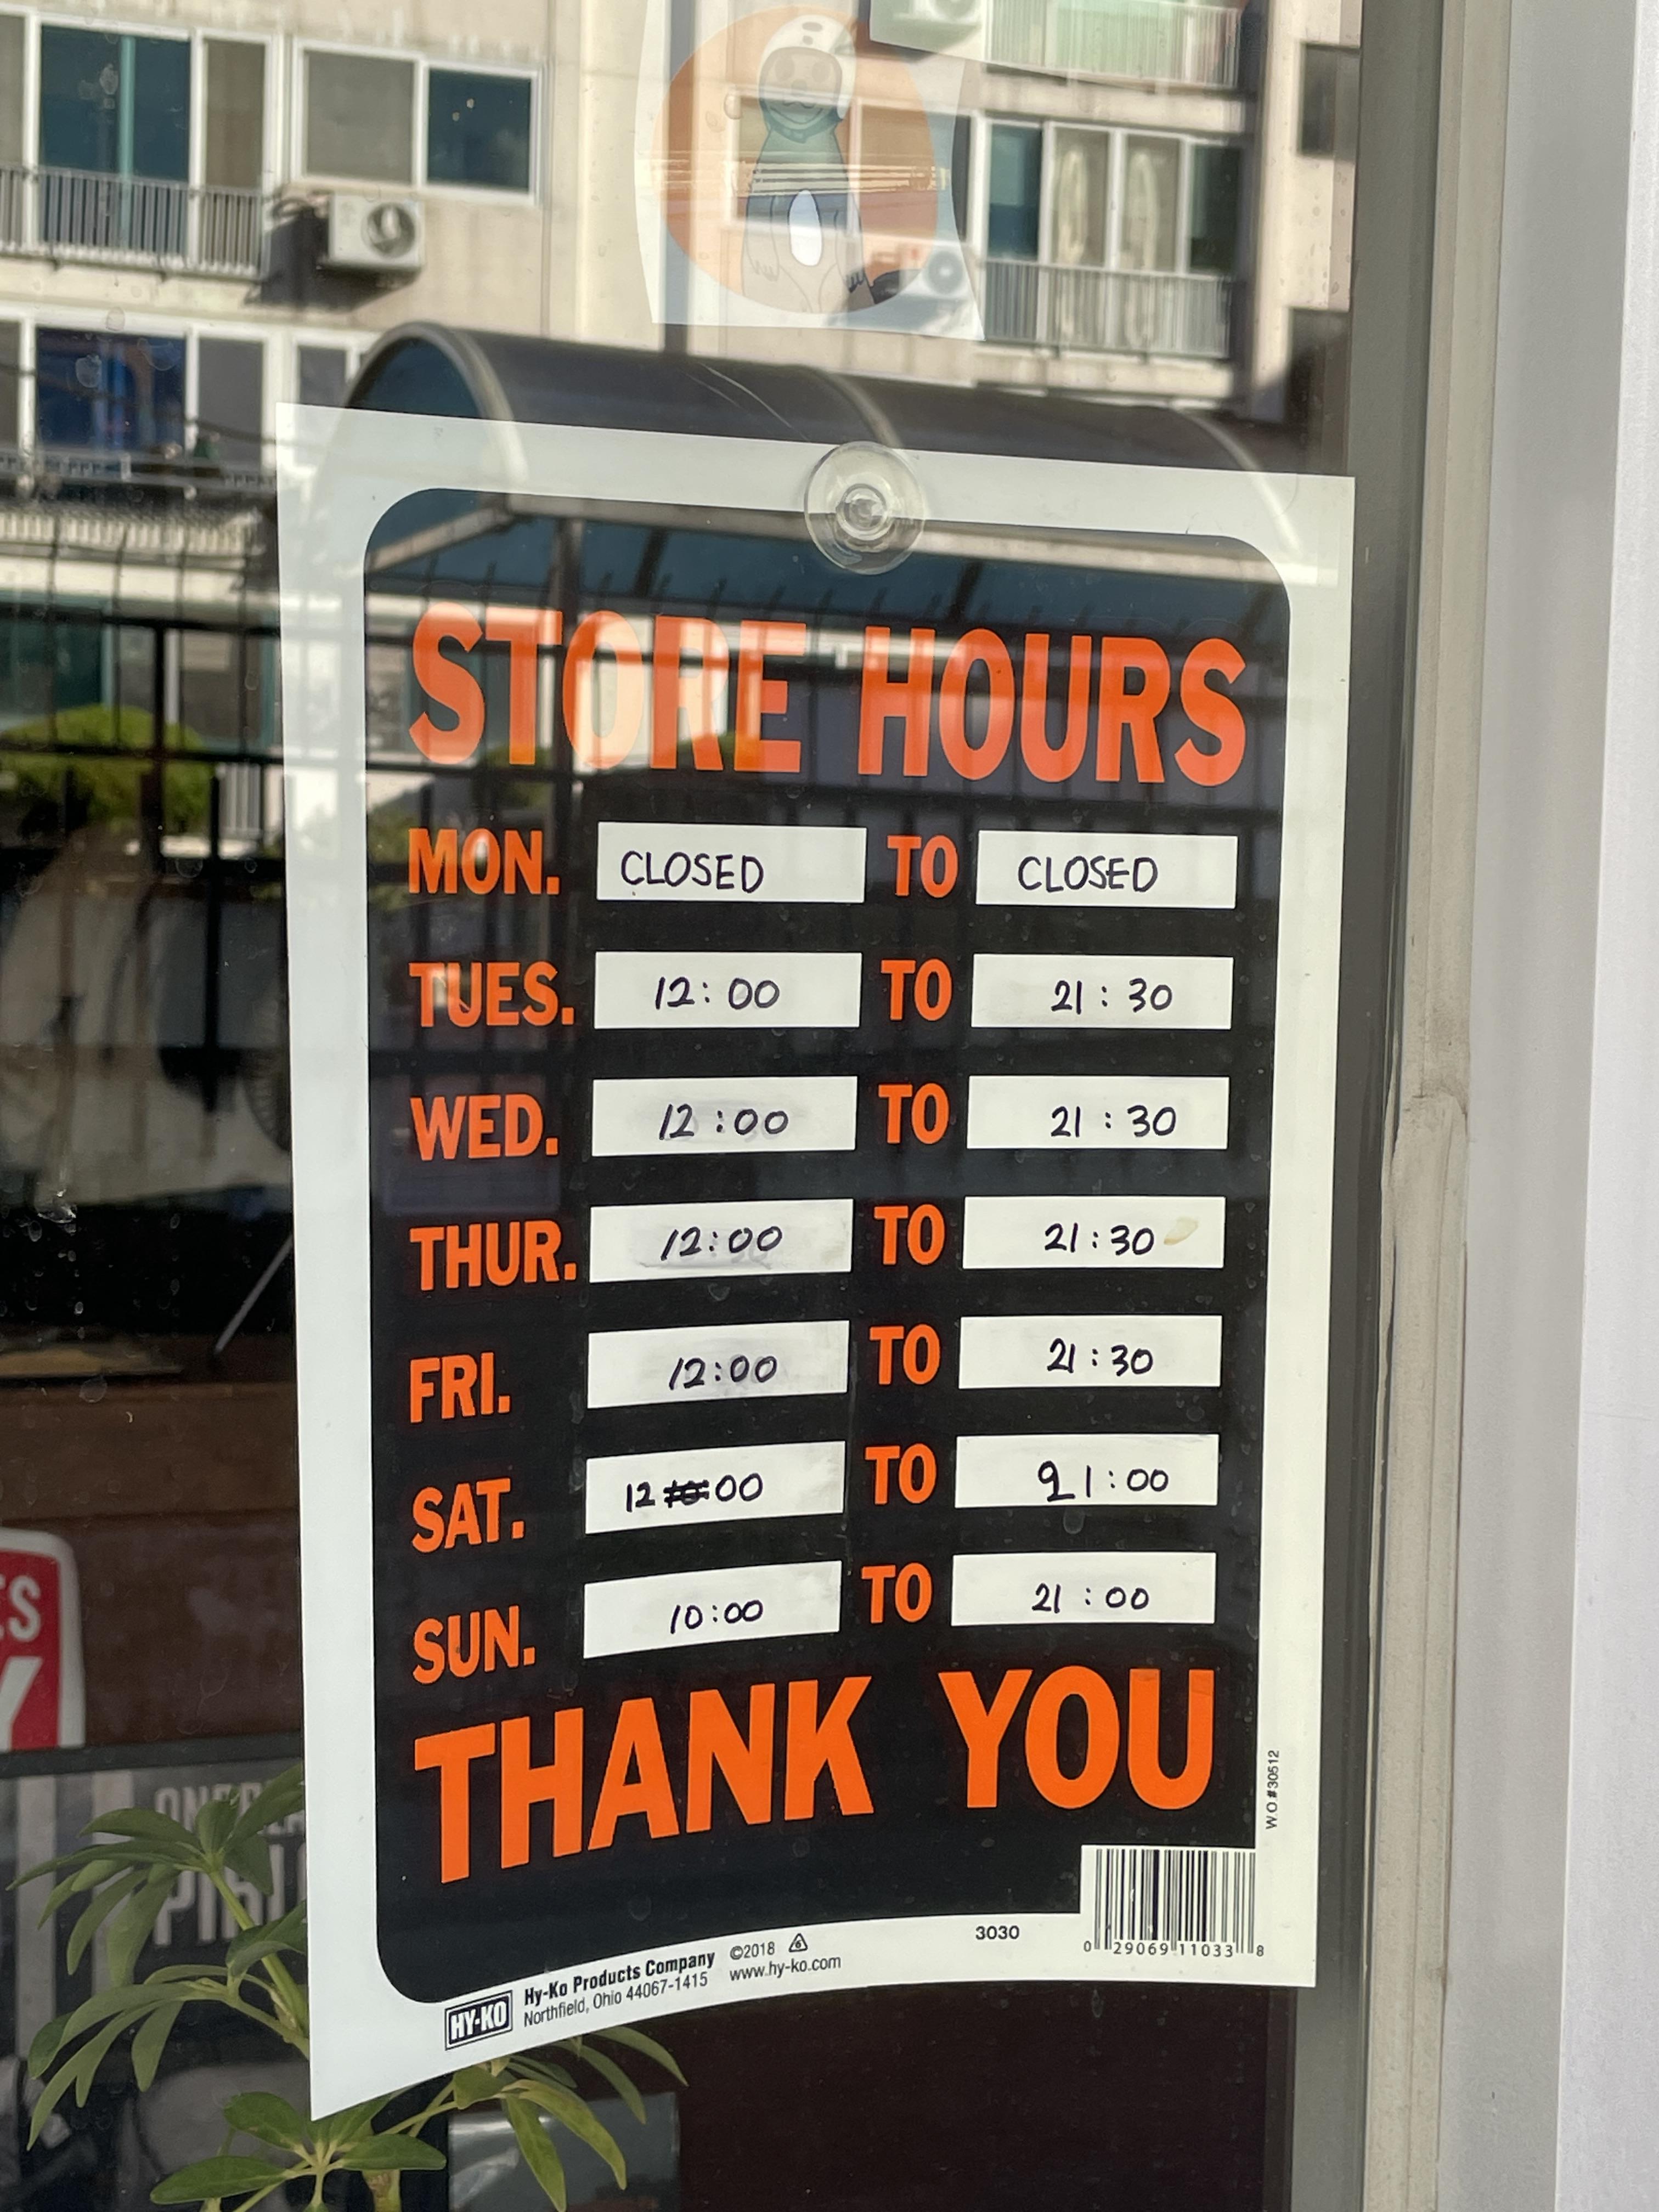 STORE HOURS
MON. CLOSED TO CLOSED
TUES. 12:00 TO 21:30
WED. 12:00 TO 21:30
THUR. 12:00 TO 21:30
FRI. 12:00 TO 21:30
SAT. 12 00 TO 21:00
SUN. 10:00 TO 21:00
THANK YOU
W.O.#30512
3030
0 29069 11033 8
HY-KO
Hy-Ko Products Company ©2018
Northfield, Ohio 44067-1415 www.hy-ko.com